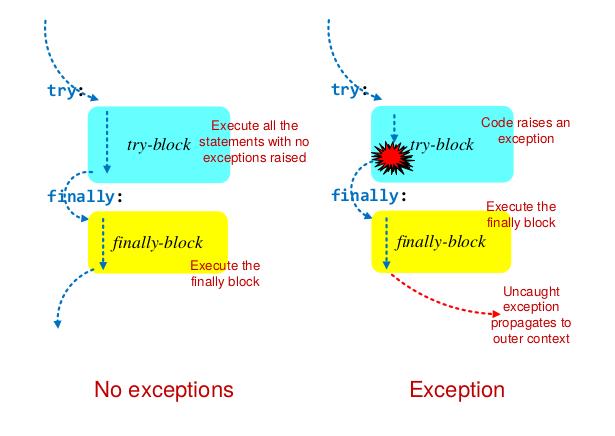 try:
try-block
Execute all the
statements with no
exceptions raised
finally:
finally-block
Execute the
finally block
No exceptions
try:
try-block
Code raises an
exception
finally:
Execute the
finally block
finally-block
Uncaught
exception
propagates to
outer context
Exception